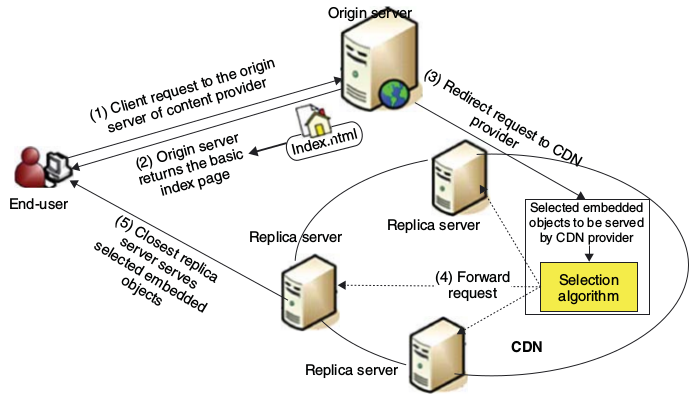 Origin server
(1) Client request to the origin
server of content provider
(2) Origin server
returns the basic
index page
Index.html
(3) Redirect request to CDN
provider
End-user
Replica server
Selected embedded
objects to be served
by CDN provider
Replica server
(5) Closest replica
server serves
selected embedded
objects
(4) Forward
request
Selection
algorithm
Replica server
CDN